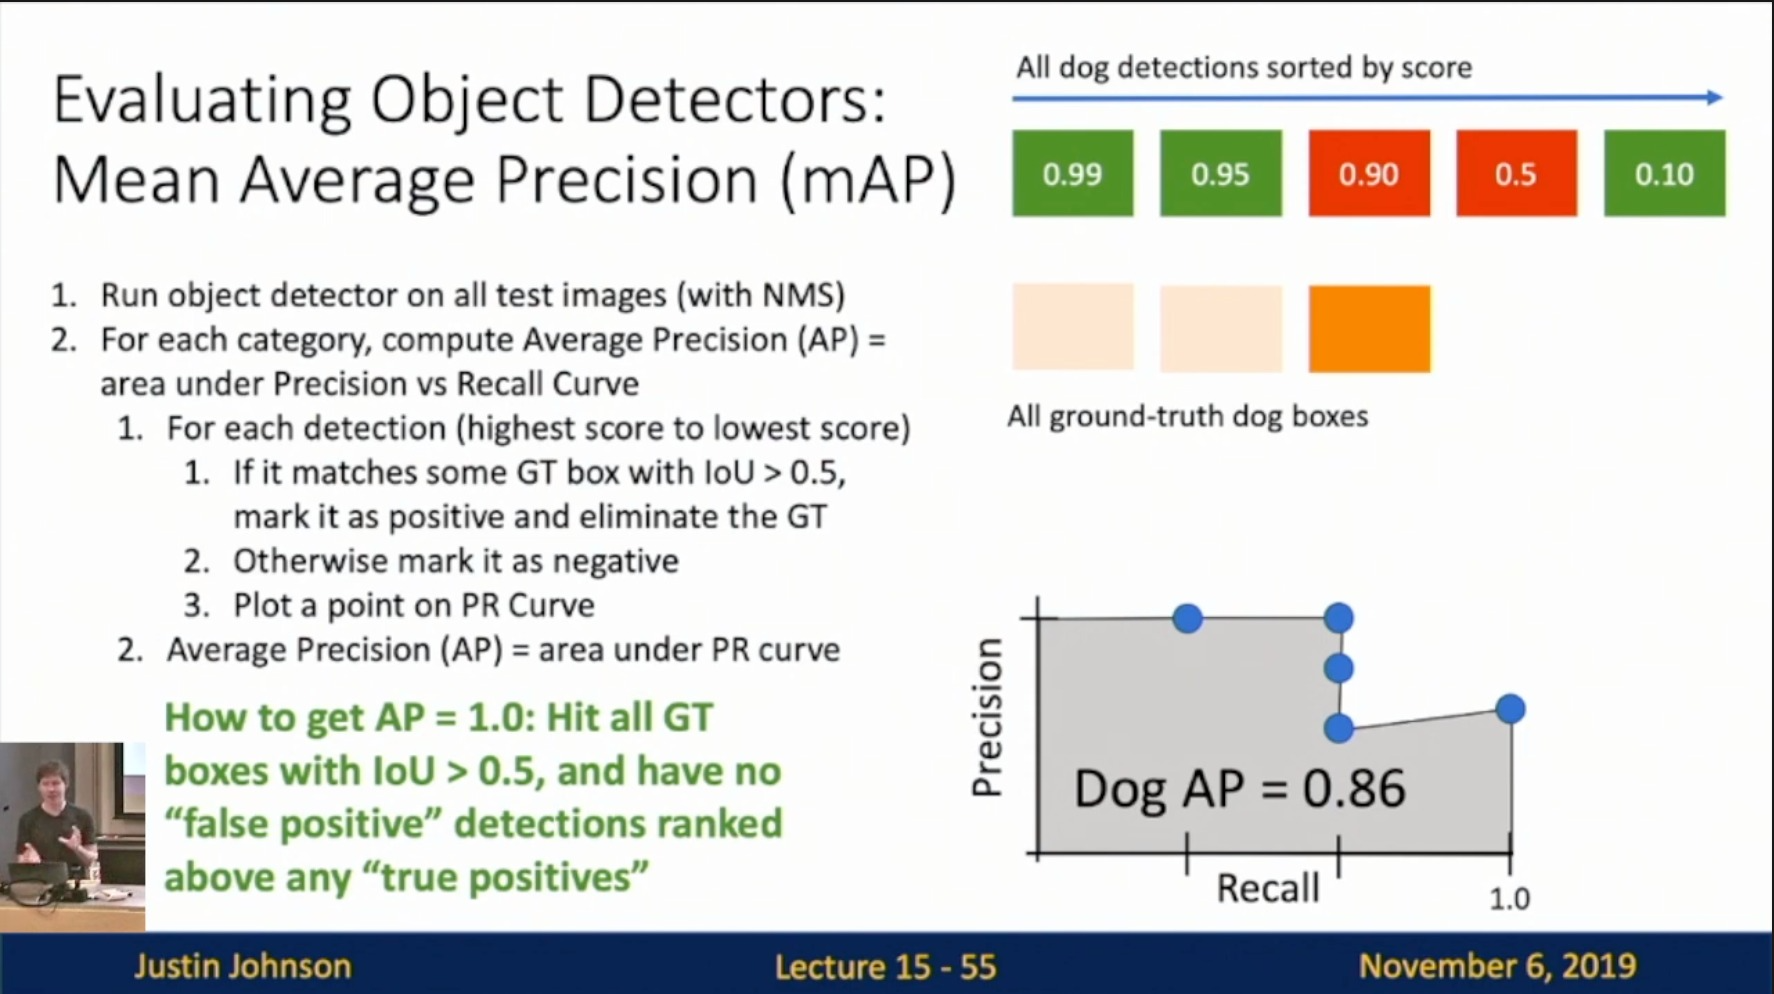 Evaluating Object Detectors:
Mean Average Precision (mAP)
1. Run object detector on all test images (with NMS)
2. For each category, compute Average Precision (AP) =
area under Precision vs Recall Curve
1. For each detection (highest score to lowest score)
1. If it matches some GT box with IoU > 0.5,
mark it as positive and eliminate the GT
2. Otherwise mark it as negative
3. Plot a point on PR Curve
2. Average Precision (AP) = area under PR curve
How to get AP = 1.0: Hit all GT
boxes with IoU > 0.5, and have no
“false positive” detections ranked
above any “true positives”
All dog detections sorted by score
0.99 0.95 0.90 0.5 0.10
All ground-truth dog boxes
Precision
Dog AP = 0.86
Recall
1.0
Justin Johnson
Lecture 15 - 55
November 6, 2019